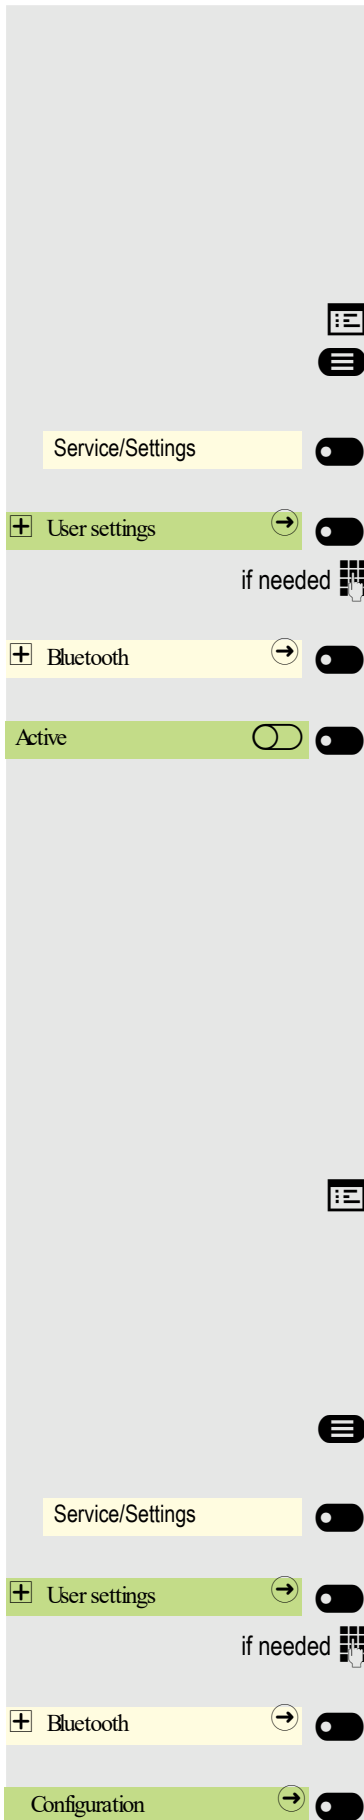 Service/Settings
User settings
if needed
Bluetooth
Active
Service/Settings
User settings
if needed
Bluetooth
Configuration